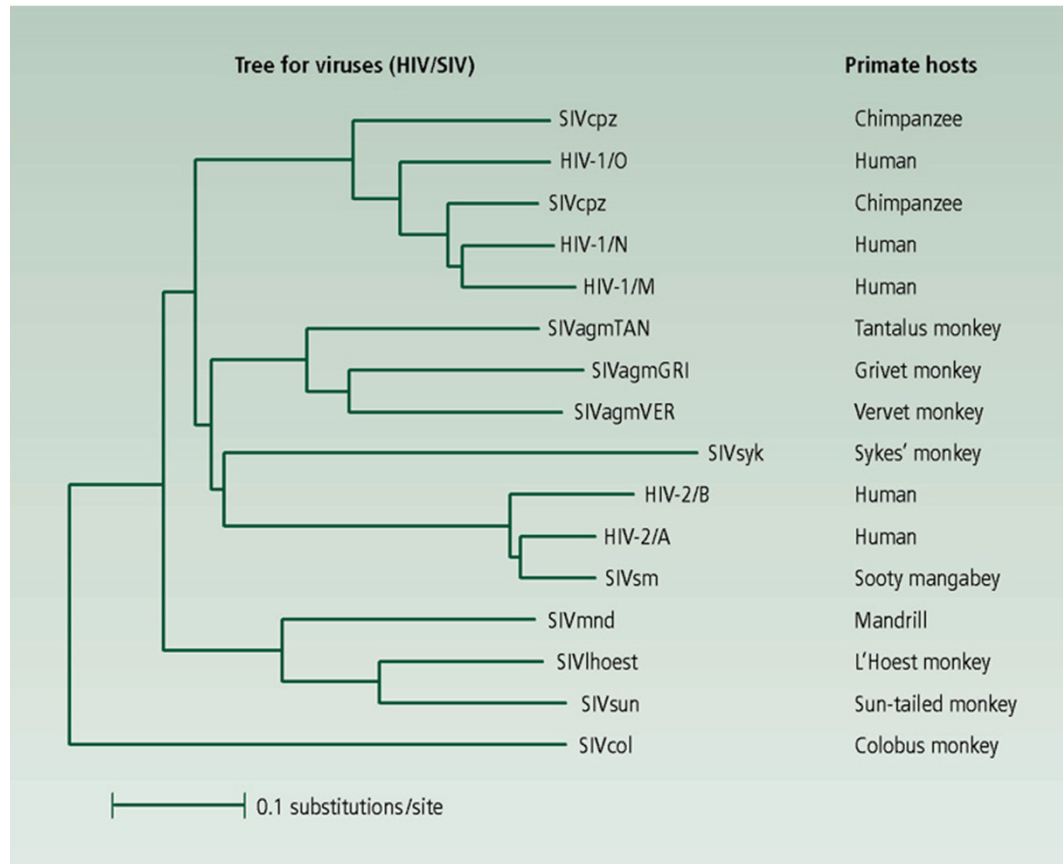 Tree for viruses (HIV/SIV) Primate hosts
SIVcpz Chimpanzee
HIV-1/O Human
SIVcpz Chimpanzee
HIV-1/N Human
HIV-1/M Human
SIVagmTAN Tantalus monkey
SIVagmGRI Grivet monkey
SIVagmVER Vervet monkey
SIVsyk Sykes’ monkey
HIV-2/B Human
HIV-2/A Human
SIVsm Sooty mangabey
SIVmnd Mandrill
SIVlhoest L’Hoest monkey
SIVsun Sun-tailed monkey
SIVcol Colobus monkey
0.1 substitutions/site